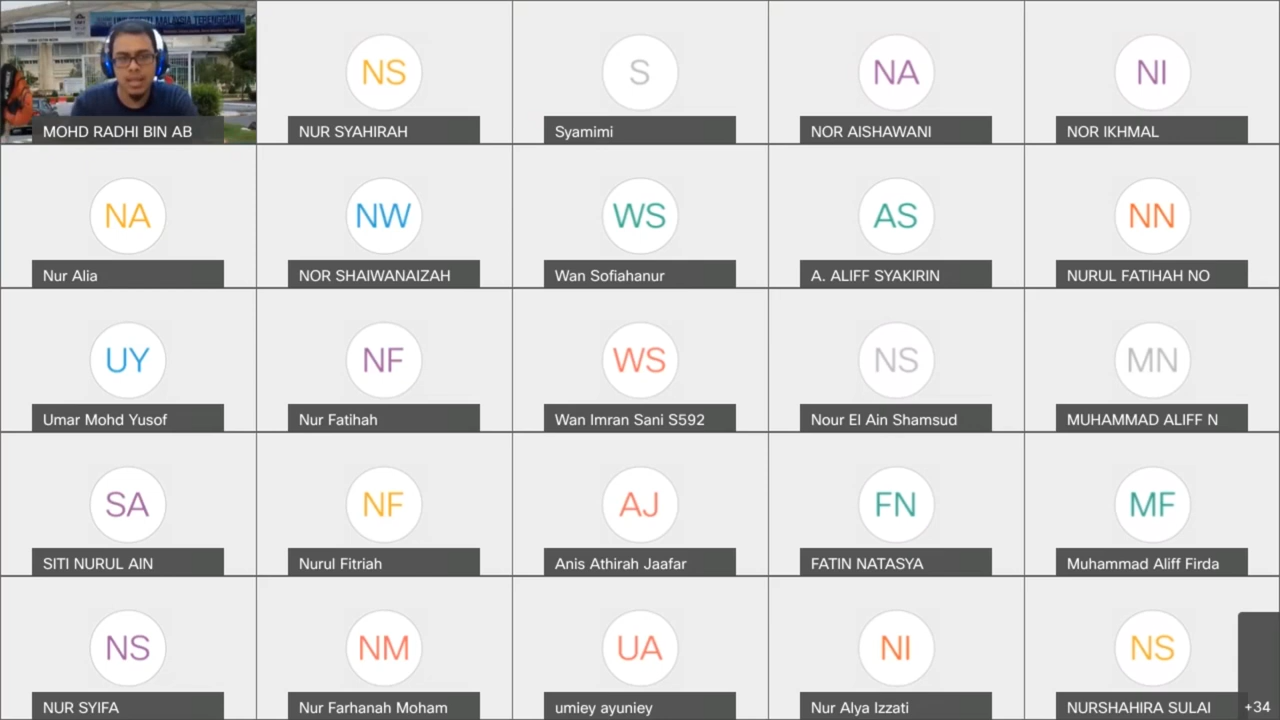 MALAYSIA TERENGGANU
MOHD RADHI BIN AB
NS
NUR SYAHIRAH
S
Syamimi
NA
NOR AISHAWANI
NI
NOR IKHMAL
NA
Nur Alia
NW
NOR SHAIWANAIZAH
WS
Wan Sofiahanur
AS
A. ALIFF SYAKIRIN
NN
NURUL FATIHAH NO
UY
Umar Mohd Yusof
NF
Nur Fatihah
WS
Wan Imran Sani S592
NS
Nour El Ain Shamsud
MN
MUHAMMAD ALIFF N
SA
SITI NURUL AIN
NF
Nurul Fitriah
AJ
Anis Athirah Jaafar
FN
FATIN NATASYA
MF
Muhammad Aliff Firda
NS
NUR SYIFA
NM
Nur Farhanah Moham
UA
umiey ayuniey
NI
Nur Alya Izzati
NS
NURSHAHIRA SULAI
+34